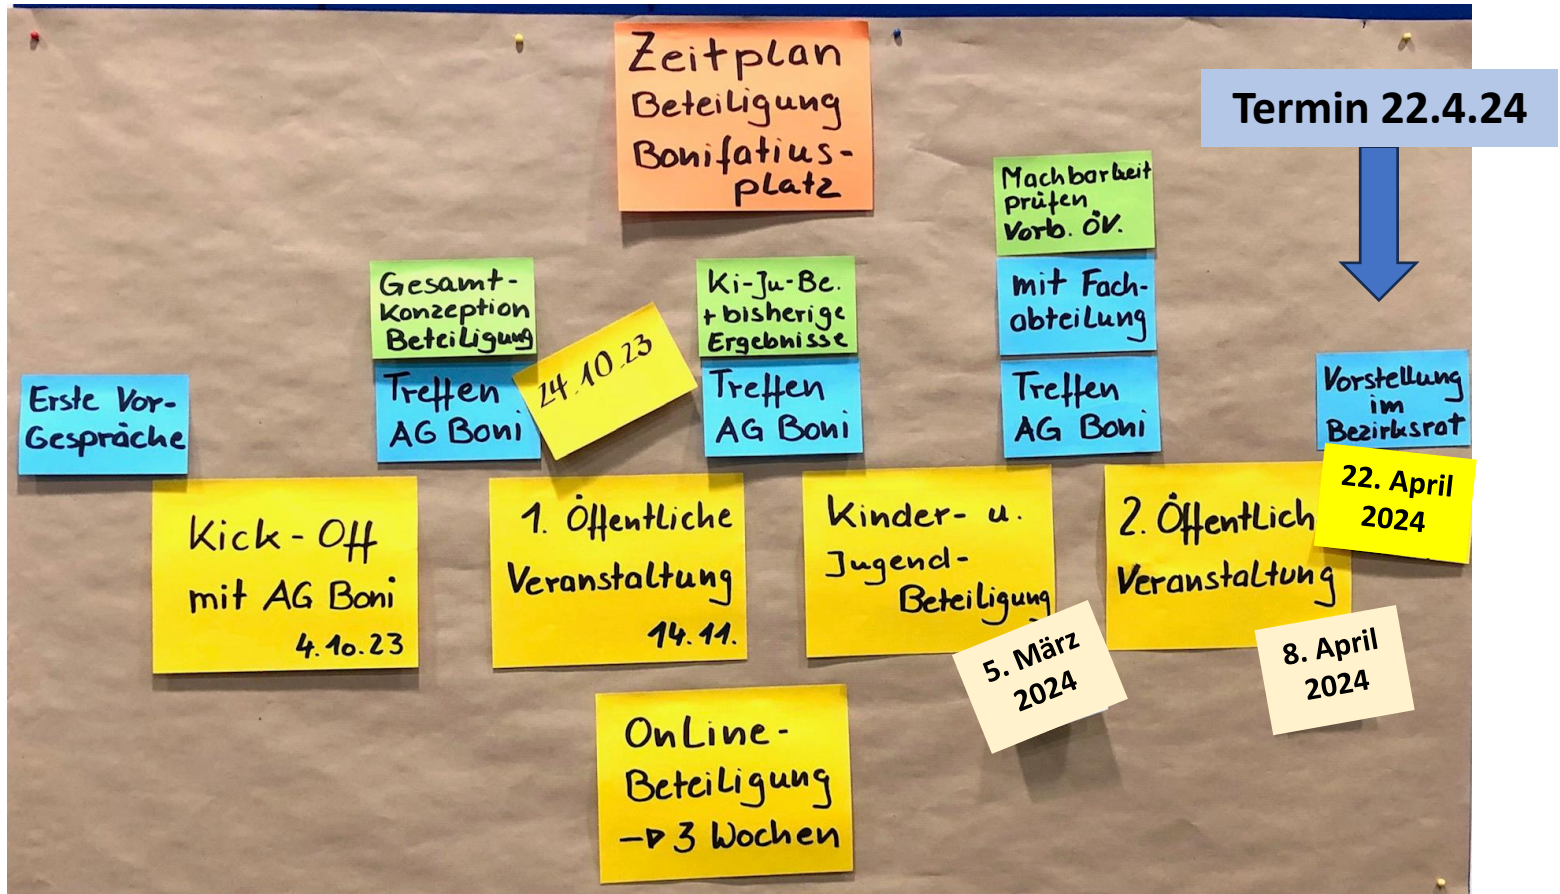 Zeitplan
Beteiligung
Bonifatius-
platz
Termin 22.4.24
Machbarkeit
prüfen
Vorb. ÖV.
mit Fach-
abteilung
Treffen
AG Boni
Gesamt-
Konzeption
Beteiligung
Treffen
AG Boni
24.10.23
Ki-Ju-Be.
+ bisherige
Ergebnisse
Treffen
AG Boni
Erste Vor-
Gespräche
Vorstellung
im
Bezirksrat
22. April
2024
Kick-Off
mit AG Boni
4.10.23
1. Öffentliche
Veranstaltung
14.11.
Kinder- u.
Jugend-
Beteiligung
5. März
2024
2. Öffentlich
Veranstaltung
8. April
2024
OnLine-
Beteiligung
→ 3 Wochen